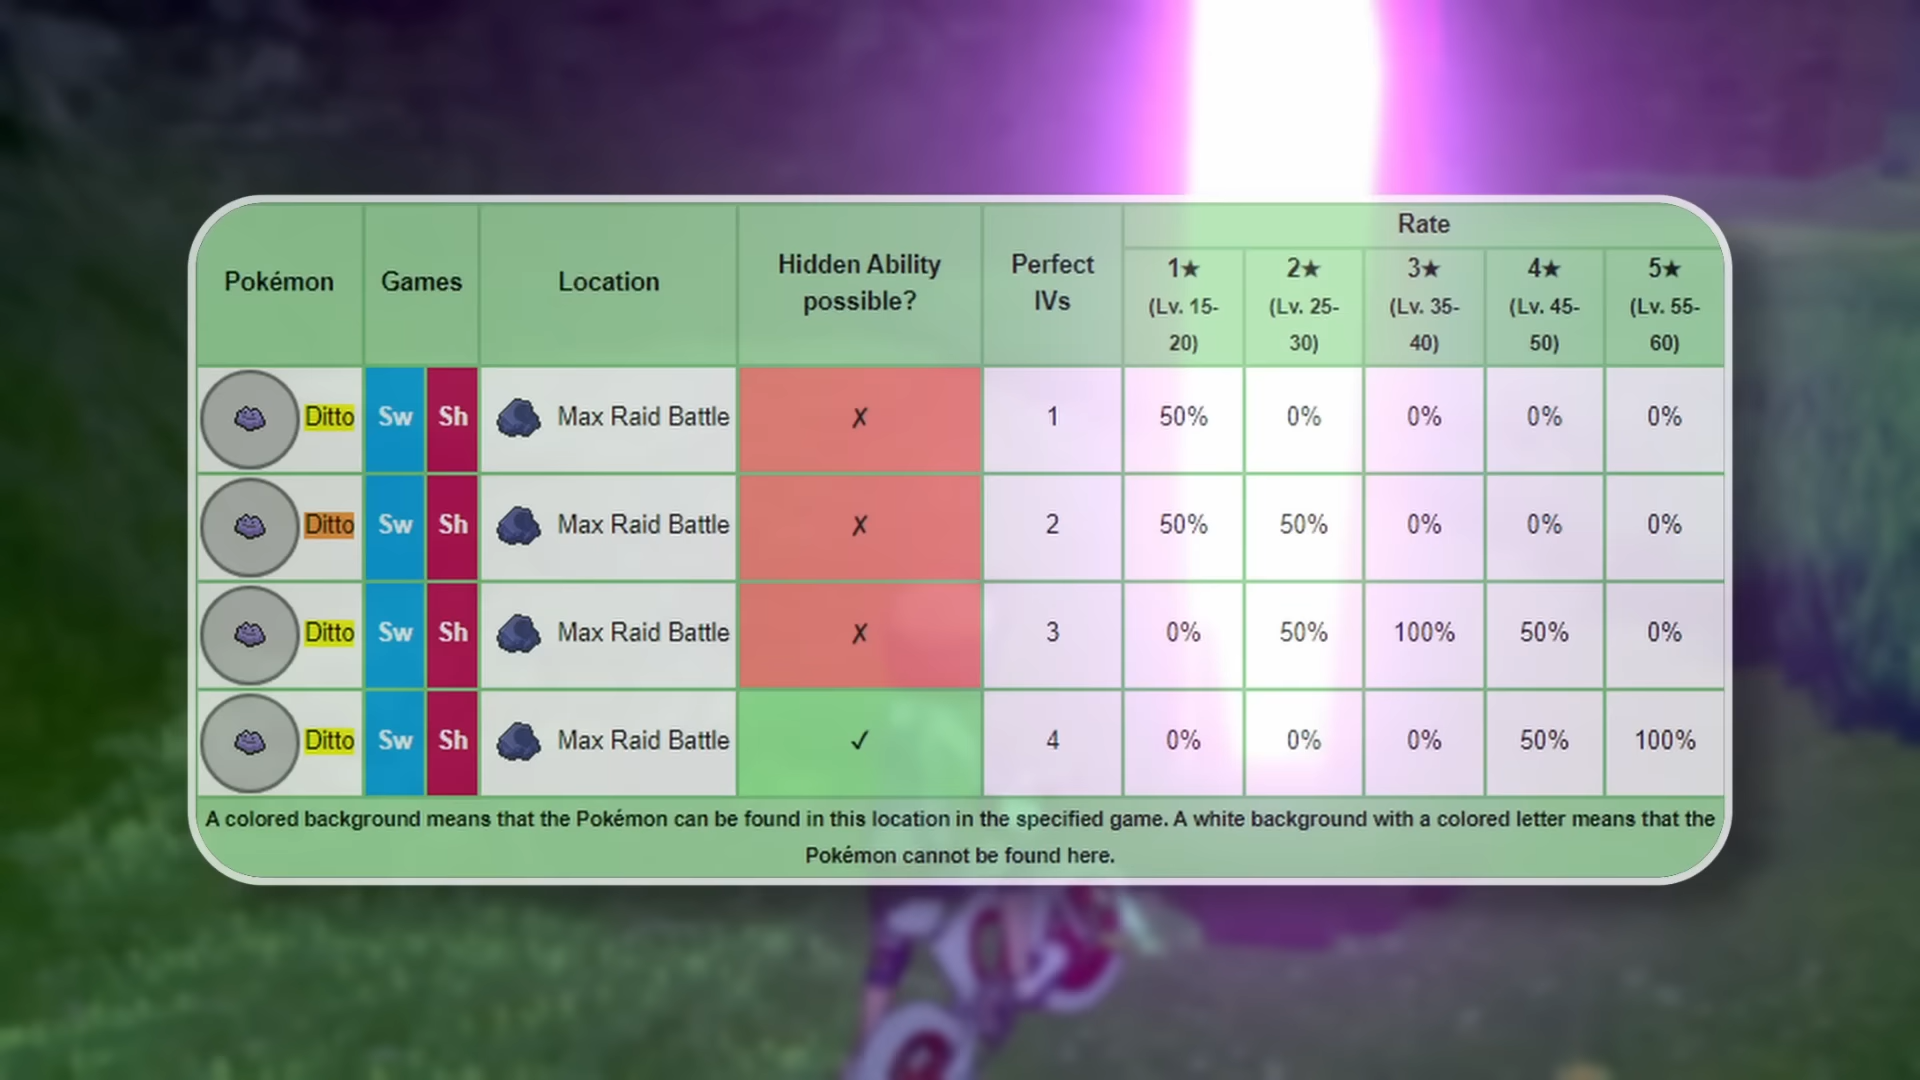 Pokémon Games Location Hidden Ability possible? Perfect IVs Rate
1★ (Lv. 15-20) 2★ (Lv. 25-30) 3★ (Lv. 35-40) 4★ (Lv. 45-50) 5★ (Lv. 55-60)
Ditto Sw Sh Max Raid Battle ✗ 1 50% 0% 0% 0% 0%
Ditto Sw Sh Max Raid Battle ✗ 2 50% 50% 0% 0% 0%
Ditto Sw Sh Max Raid Battle ✗ 3 0% 50% 100% 50% 0%
Ditto Sw Sh Max Raid Battle ✓ 4 0% 0% 0% 50% 100%
A colored background means that the Pokémon can be found in this location in the specified game. A white background with a colored letter means that the
Pokémon cannot be found here.